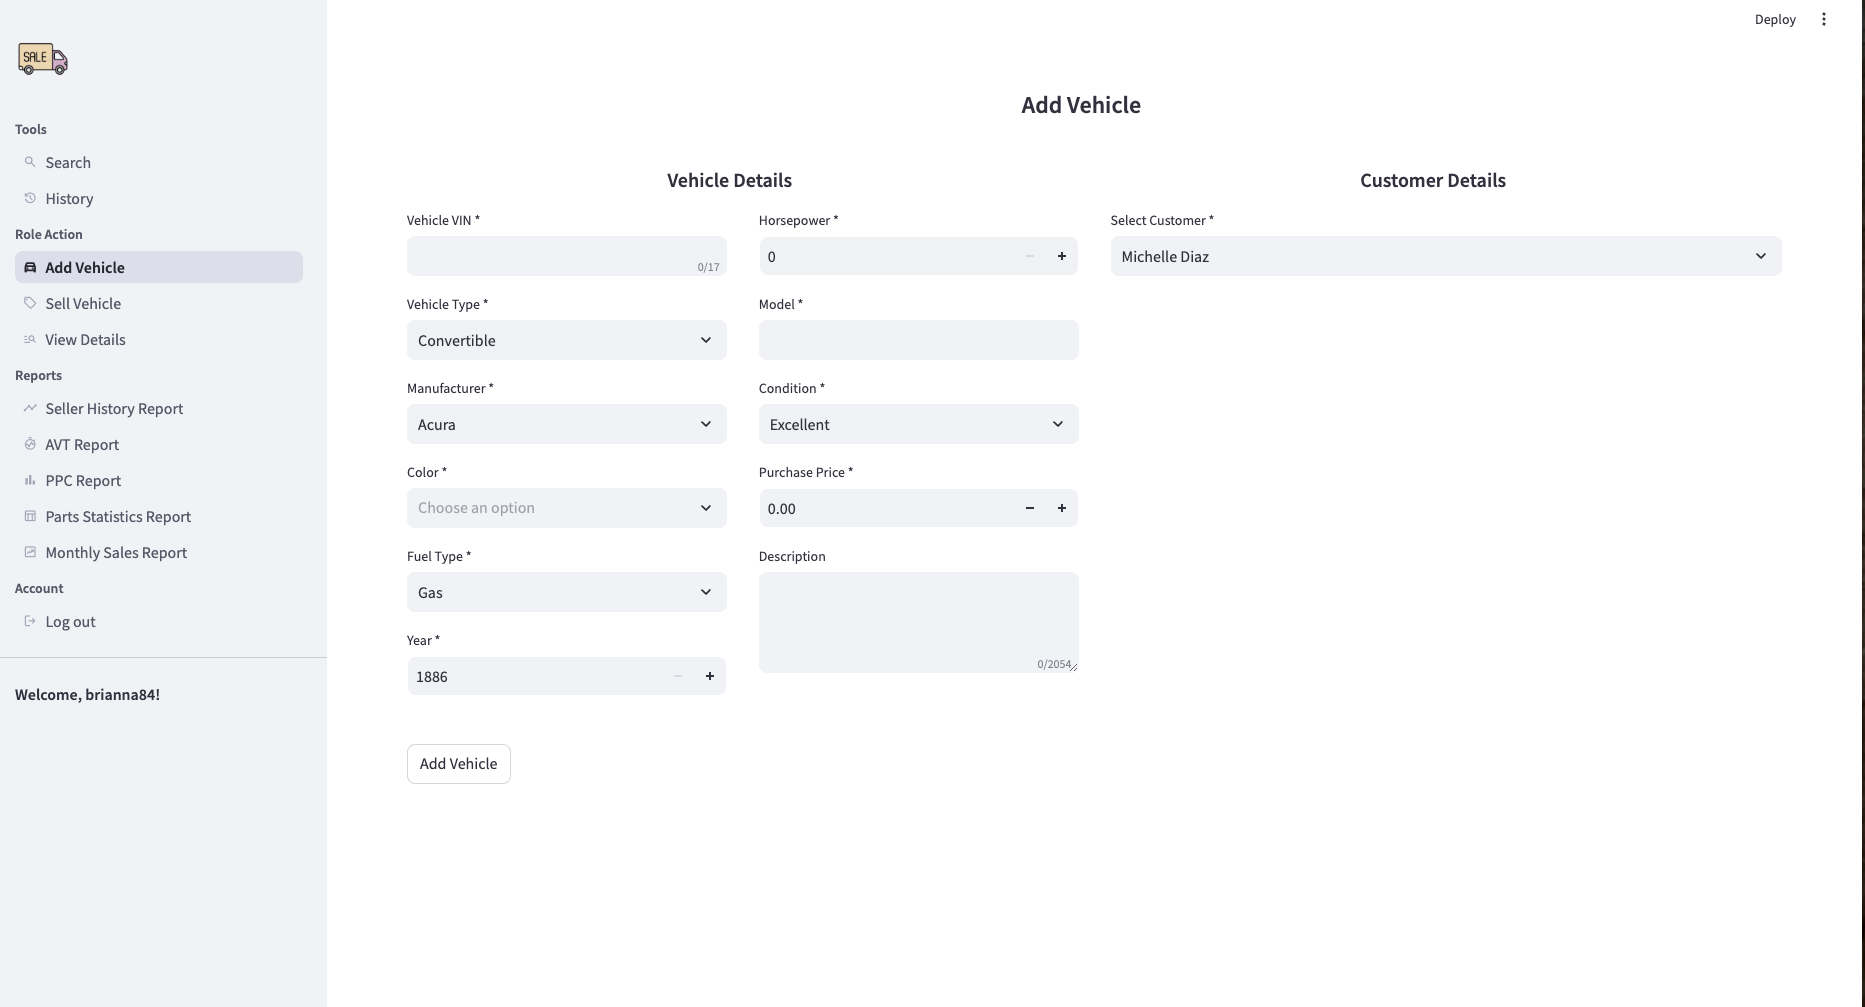 Deploy
SALE
Tools
Search
History
Role Action
Add Vehicle
Sell Vehicle
View Details
Reports
Seller History Report
AVT Report
PPC Report
Parts Statistics Report
Monthly Sales Report
Account
Log out
Welcome, brianna84!
Add Vehicle
Vehicle Details
Vehicle VIN *
0/17
Vehicle Type *
Convertible
Manufacturer *
Acura
Color *
Choose an option
Fuel Type *
Gas
Year *
1886
Horsepower *
0
Model *
Condition *
Excellent
Purchase Price *
0.00
Description
0/2054
Add Vehicle
Customer Details
Select Customer *
Michelle Diaz